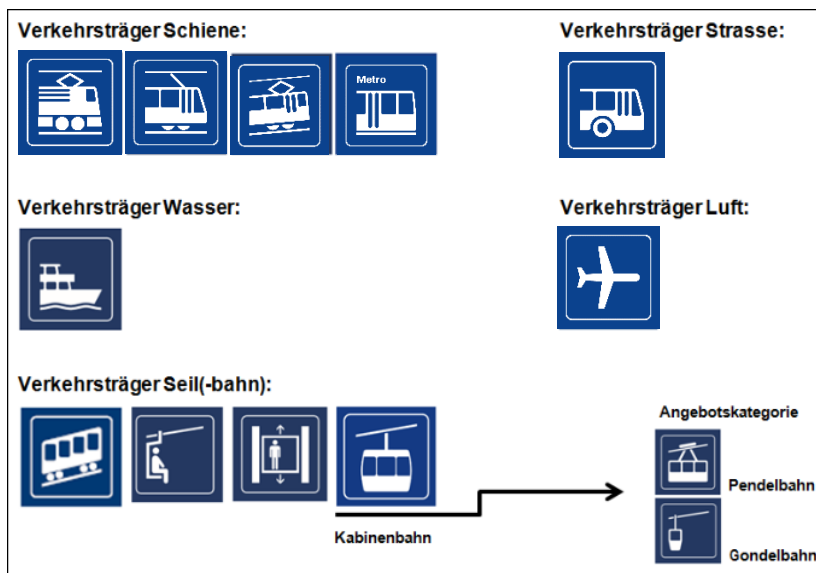 Verkehrsträger Schiene:
Verkehrsträger Strasse:
Metro
Verkehrsträger Wasser:
Verkehrsträger Luft:
Verkehrsträger Seil(-bahn):
Angebotskategorie
Pendelbahn
Kabinenbahn
Gondelbahn